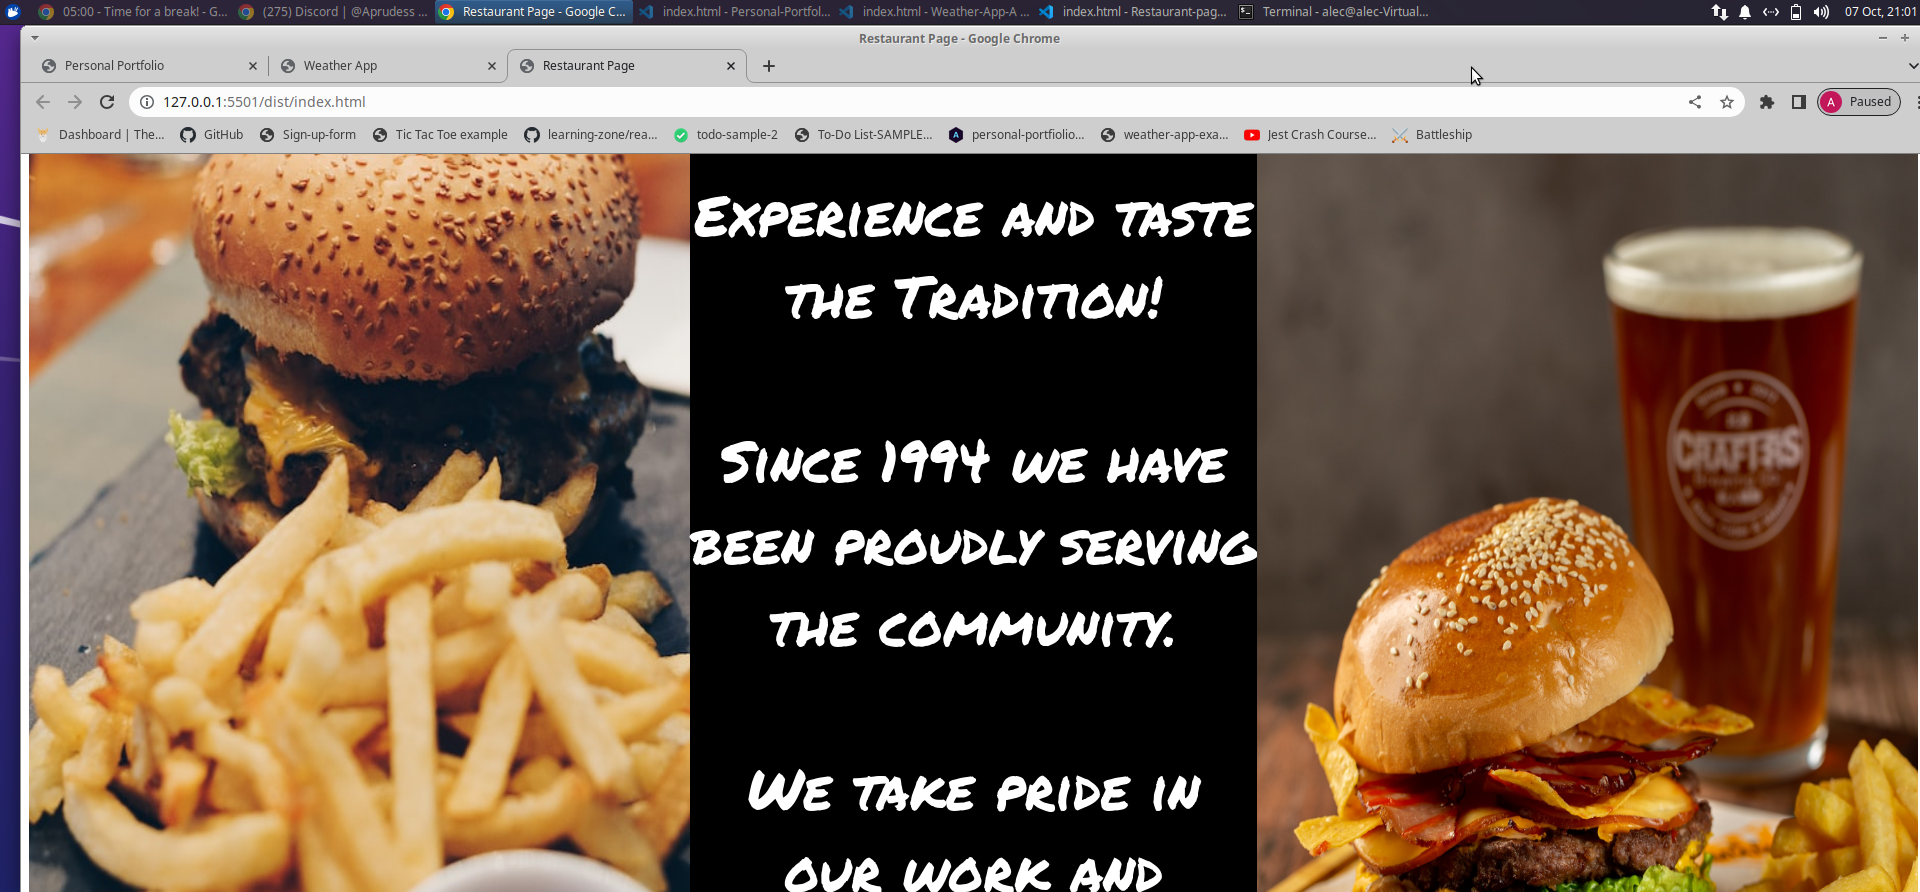 05:00 - Time for a break! - G...
(275) Discord | @Aprudess ...
Restaurant Page - Google C...
index.html - Personal-Portfol...
index.html - Weather-App-A ...
index.html - Restaurant-pag...
Terminal - alec@alec-Virtual...
07 Oct, 21:01
Restaurant Page - Google Chrome
Personal Portfolio
Weather App
Restaurant Page
127.0.0.1:5501/dist/index.html
A
Paused
Dashboard | The...
GitHub
Sign-up-form
Tic Tac Toe example
learning-zone/rea...
todo-sample-2
To-Do List-SAMPLE...
personal-portfiolio...
weather-app-exa...
Jest Crash Course...
Battleship
Experience and taste
the Tradition!
Since 1994 we have
been proudly serving
the community.
We take pride in
our work and
CRAFTERS